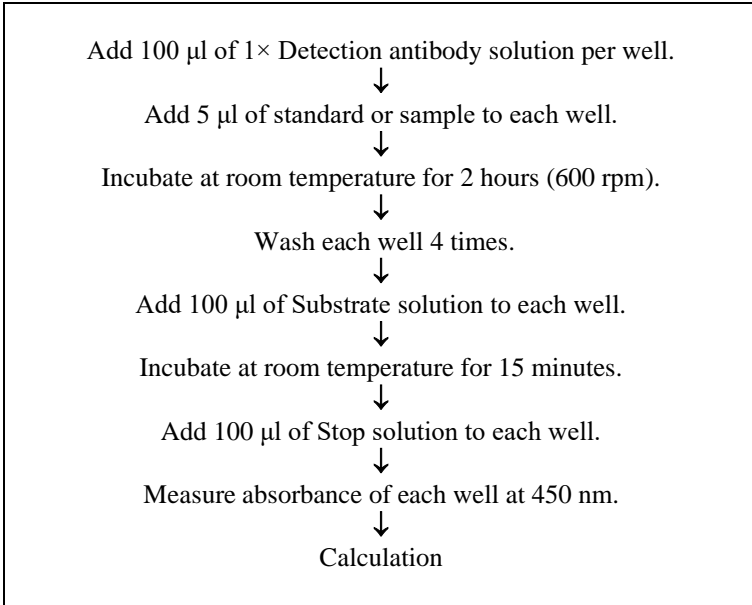 Add 100 μl of 1× Detection antibody solution per well.
↓
Add 5 μl of standard or sample to each well.
↓
Incubate at room temperature for 2 hours (600 rpm).
↓
Wash each well 4 times.
↓
Add 100 μl of Substrate solution to each well.
↓
Incubate at room temperature for 15 minutes.
↓
Add 100 μl of Stop solution to each well.
↓
Measure absorbance of each well at 450 nm.
↓
Calculation